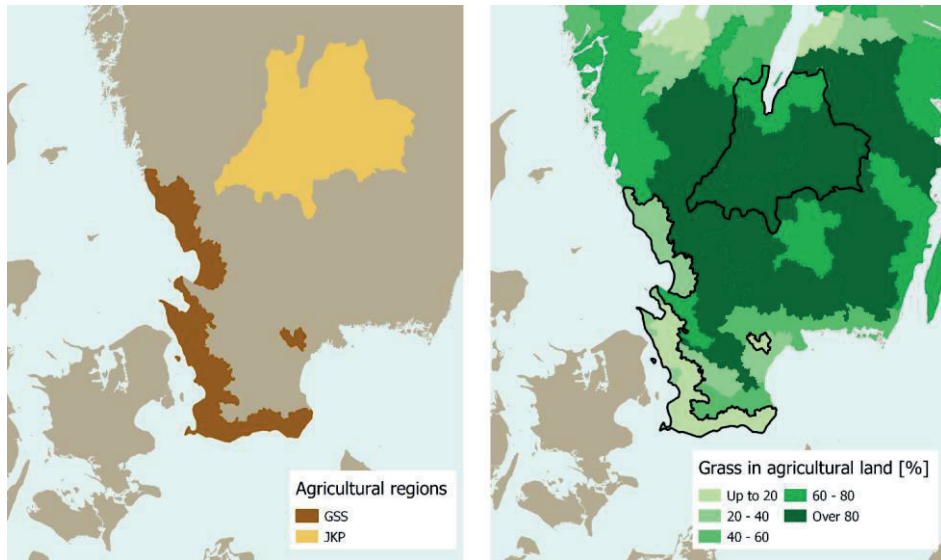 Agricultural regions
GSS
JKP
Grass in agricultural land [%]
Up to 20
60 - 80
20 - 40
Over 80
40 - 60